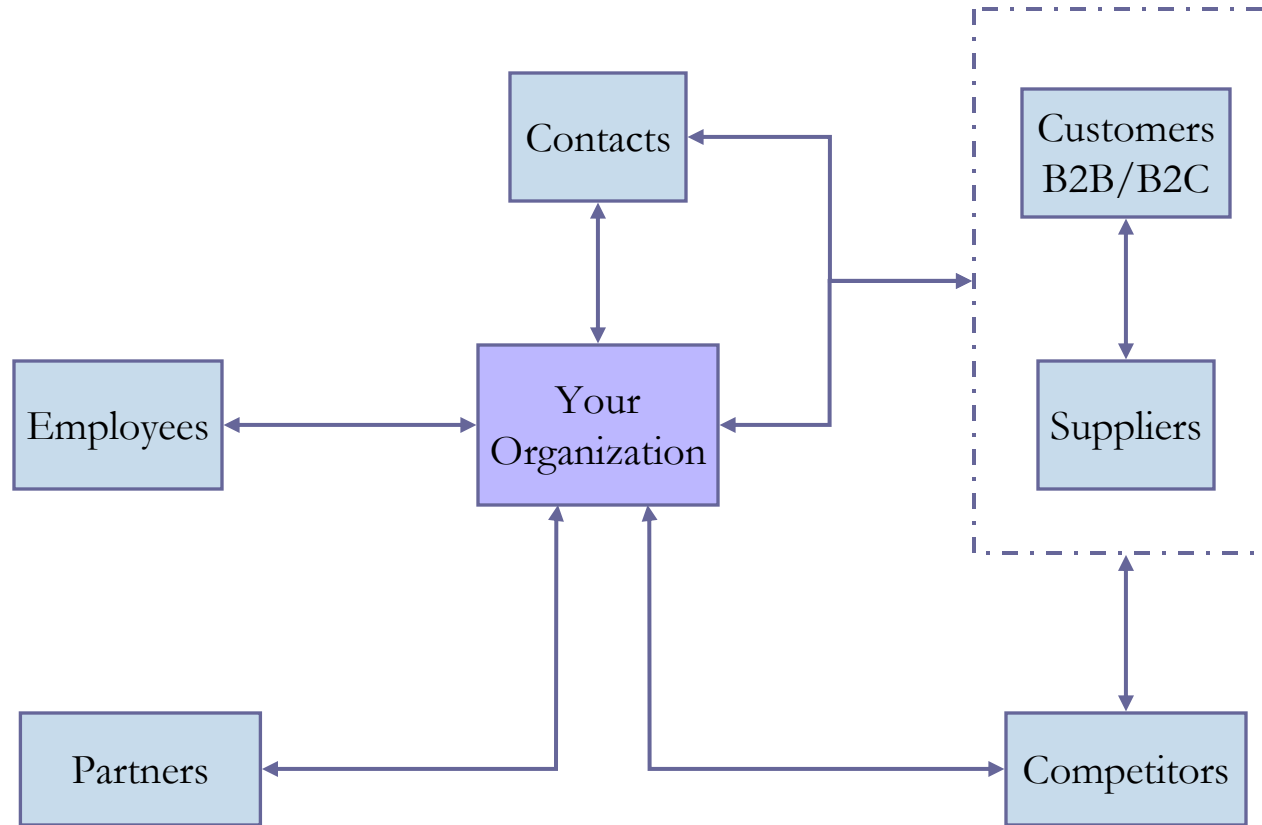 Contacts
Customers
B2B/B2C
Employees
Your
Organization
Suppliers
Partners
Competitors